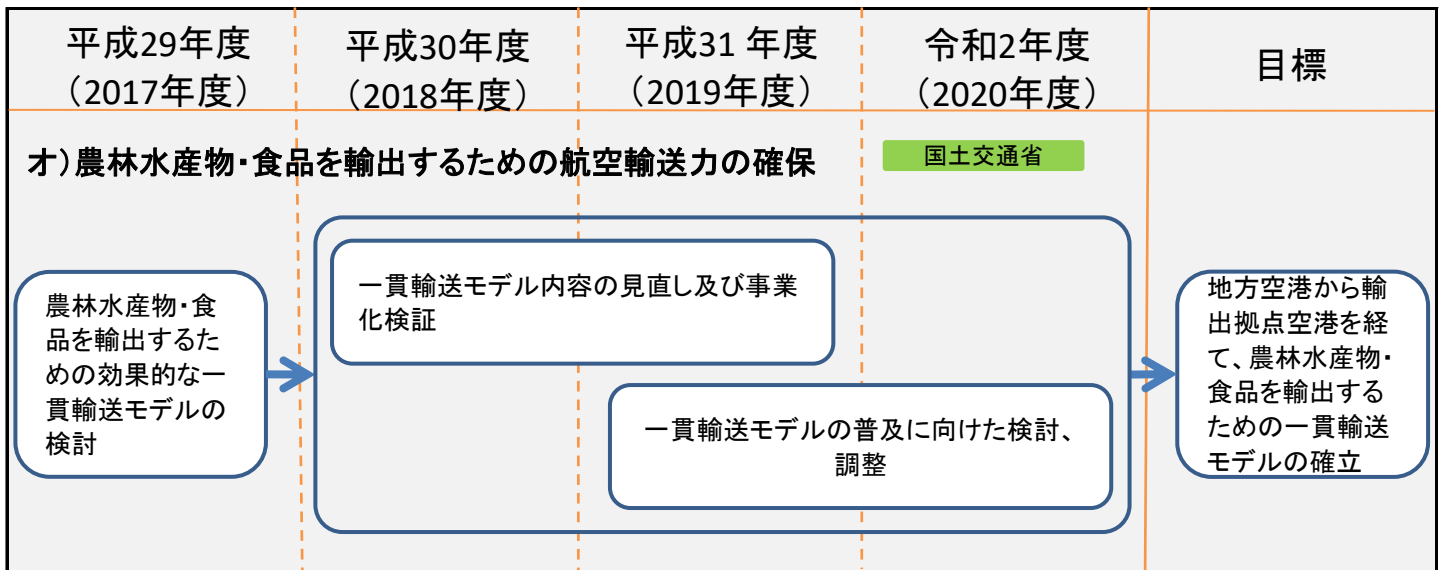 平成29年度
（2017年度）
平成30年度
（2018年度）
平成31 年度
（2019年度）
令和2年度
（2020年度）
目標
オ）農林水産物・食品を輸出するための航空輸送力の確保
国土交通省
農林水産物・食
品を輸出するた
めの効果的な一
貫輸送モデルの
検討
一貫輸送モデル内容の見直し及び事業
化検証
一貫輸送モデルの普及に向けた検討、
調整
地方空港から輸
出拠点空港を経
て、農林水産物・
食品を輸出する
ための一貫輸送
モデルの確立